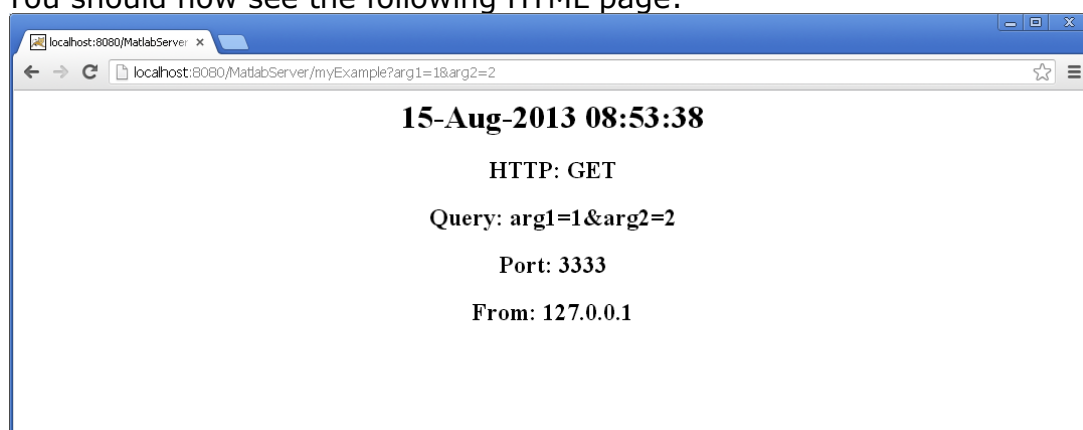 You should now see the following HTML page:
localhost:8080/MatlabServer
localhost:8080/MatlabServer/myExample?arg1=1&arg2=2
15-Aug-2013 08:53:38
HTTP: GET
Query: arg1=1&arg2=2
Port: 3333
From: 127.0.0.1